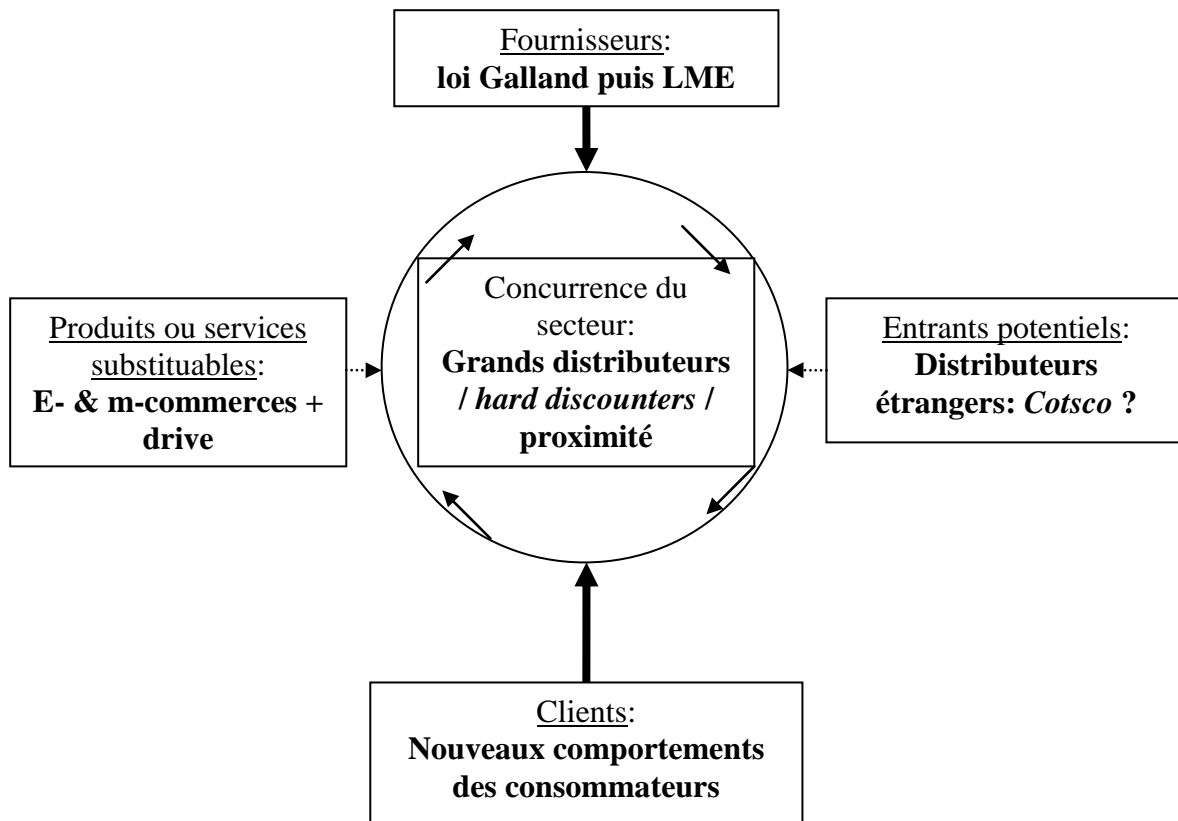 Fournisseurs:
loi Galland puis LME
Concurrence du
secteur:
Grands distributeurs
/ hard discounters /
proximité
Produits ou services
substituables:
E- & m-commerces +
drive
Entrants potentiels:
Distributeurs
étrangers: Cotsco ?
Clients:
Nouveaux comportements
des consommateurs